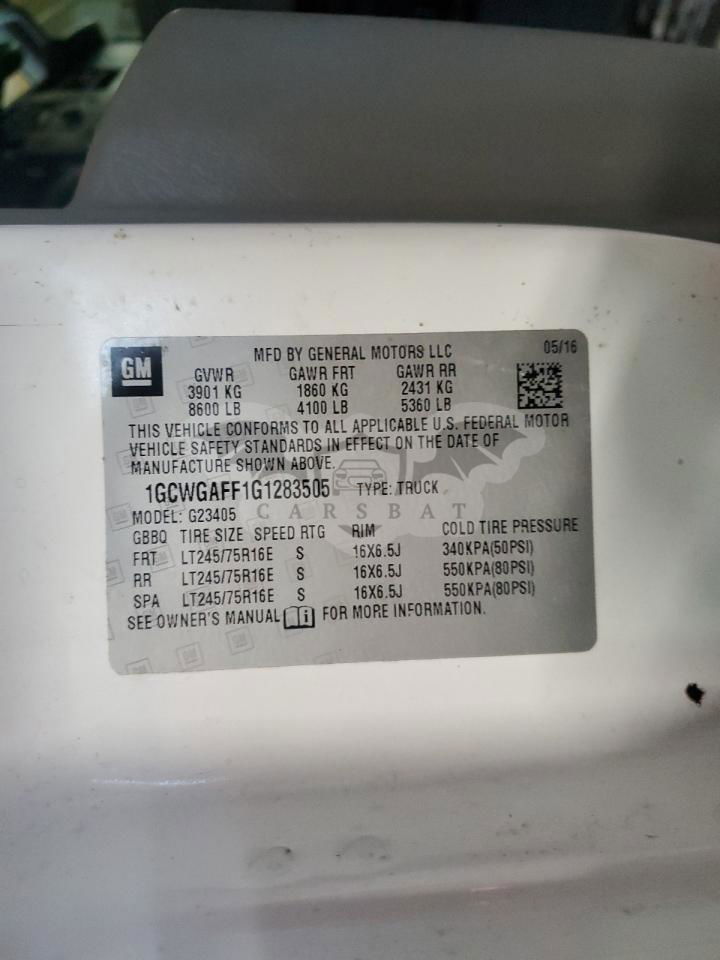 GM
MFD BY GENERAL MOTORS LLC 05/16
GVWR GAWR FRT GAWR RR
3901 KG 1860 KG 2431 KG
8600 LB 4100 LB 5360 LB
THIS VEHICLE CONFORMS TO ALL APPLICABLE U.S. FEDERAL MOTOR
VEHICLE SAFETY STANDARDS IN EFFECT ON THE DATE OF
MANUFACTURE SHOWN ABOVE.
1GCWGAFF1G1283505 TYPE: TRUCK
CARSBAT
MODEL: G23405
GBBQ TIRE SIZE SPEED RTG RIM COLD TIRE PRESSURE
FRT LT245/75R16E S 16X6.5J 340KPA(50PSI)
RR LT245/75R16E S 16X6.5J 550KPA(80PSI)
SPA LT245/75R16E S 16X6.5J 550KPA(80PSI)
SEE OWNER'S MANUAL FOR MORE INFORMATION.